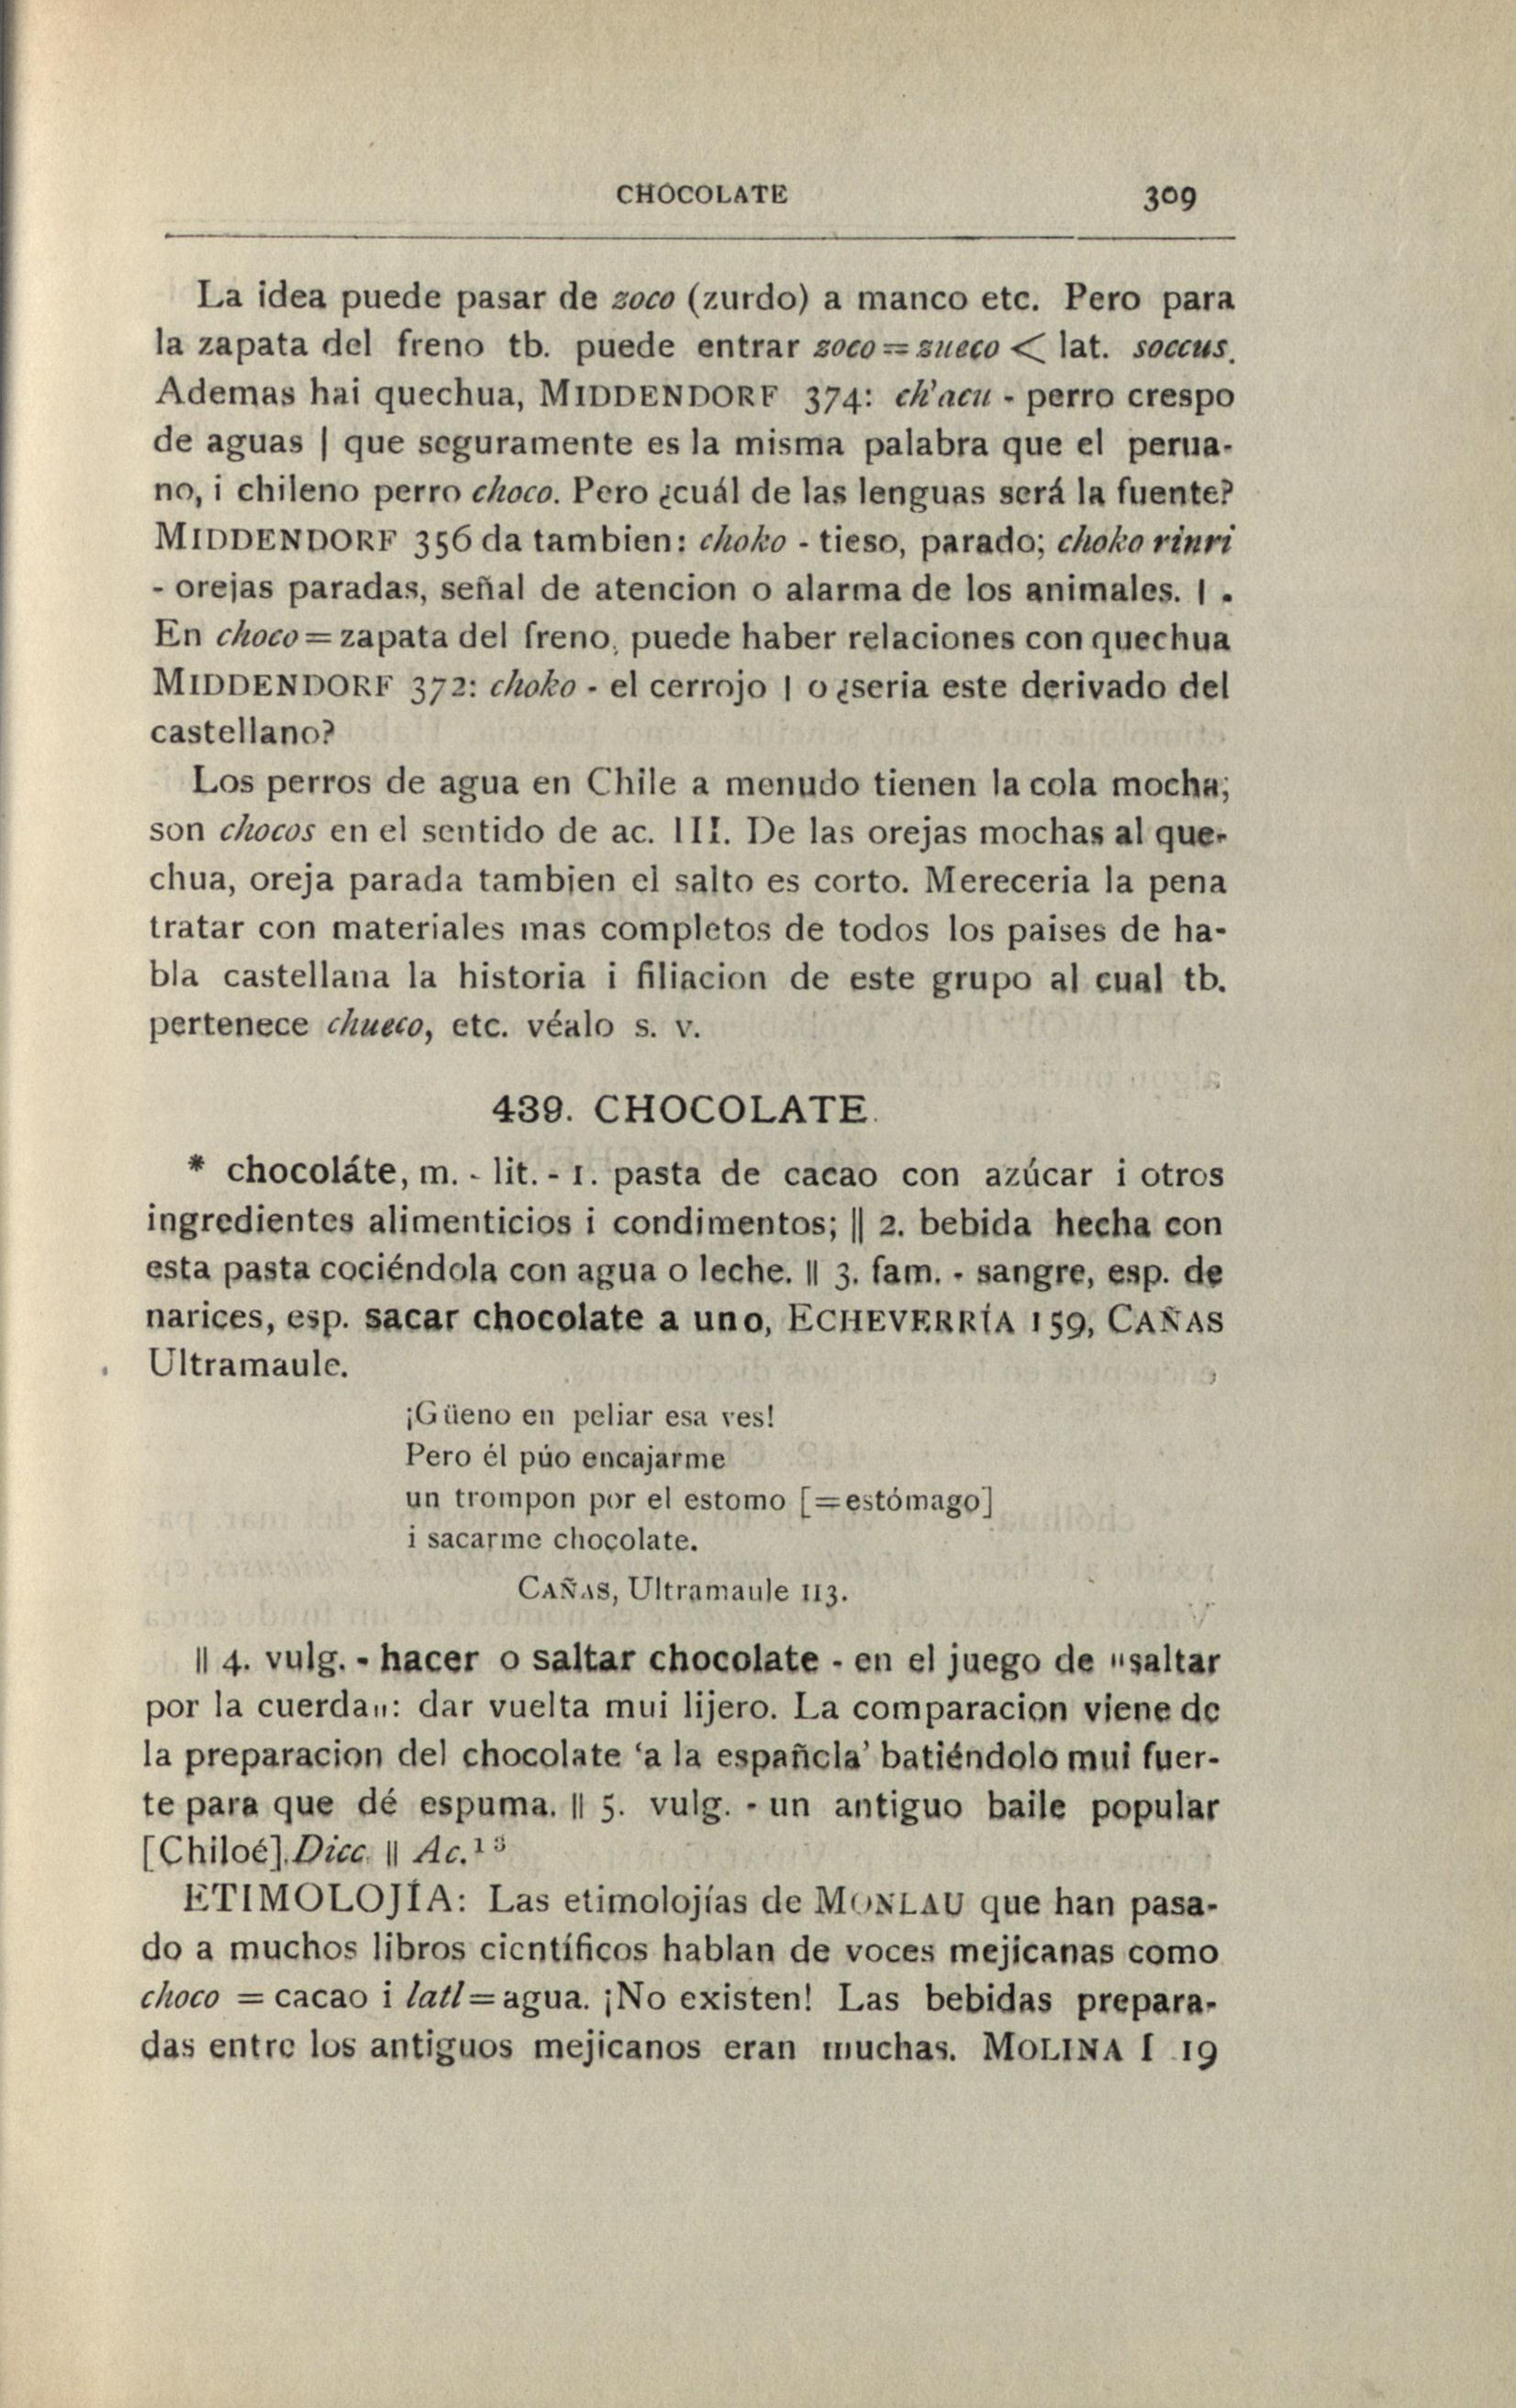 CHOCOLATE 309
La idea puede pasar de zoco (zurdo) a manco etc. Pero para
la zapata del freno tb. puede entrar zoco = zueco < lat. soccus.
Ademas hai quechua, MIDDENDORF 374: ch'acu - perro crespo
de aguas | que seguramente es la misma palabra que el perua-
no, i chileno perro choco. Pero ¿cuál de las lenguas será la fuente?
MIDDENDORF 356 da tambien: choko - tieso, parado; choko rinri
- orejas paradas, señal de atencion o alarma de los animales. | .
En choco = zapata del freno, puede haber relaciones con quechua
MIDDENDORF 372: choko - el cerrojo | o ¿seria este derivado del
castellano?
Los perros de agua en Chile a menudo tienen la cola mocha;
son chocos en el sentido de ac. III. De las orejas mochas al que-
chua, oreja parada tambien el salto es corto. Mereceria la pena
tratar con materiales mas completos de todos los paises de ha-
bla castellana la historia i filiacion de este grupo al cual tb.
pertenece chueco, etc. véalo s. v.
439. CHOCOLATE.
* chocoláte, m. - lit. - 1. pasta de cacao con azúcar i otros
ingredientes alimenticios i condimentos; || 2. bebida hecha con
esta pasta cociéndola con agua o leche. || 3. fam. - sangre, esp. de
narices, esp. sacar chocolate a uno, ECHEVERRÍA 159, CAÑAS
Ultramaule.
¡Güeno en peliar esa ves!
Pero él púo encajarme
un trompon por el estomo [=estómago]
i sacarme chocolate.
CAÑAS, Ultramaule 113.
|| 4. vulg. - hacer o saltar chocolate - en el juego de "saltar
por la cuerda": dar vuelta mui lijero. La comparacion viene de
la preparacion del chocolate ‘a la española’ batiéndolo mui fuer-
te para que dé espuma. || 5. vulg. - un antiguo baile popular
[Chiloé]. Dicc. || Ac.¹³
ETIMOLOJÍA: Las etimolojías de MONLAU que han pasa-
do a muchos libros científicos hablan de voces mejicanas como
choco = cacao i latl = agua. ¡No existen! Las bebidas prepara-
das entre los antiguos mejicanos eran muchas. MOLINA I 19